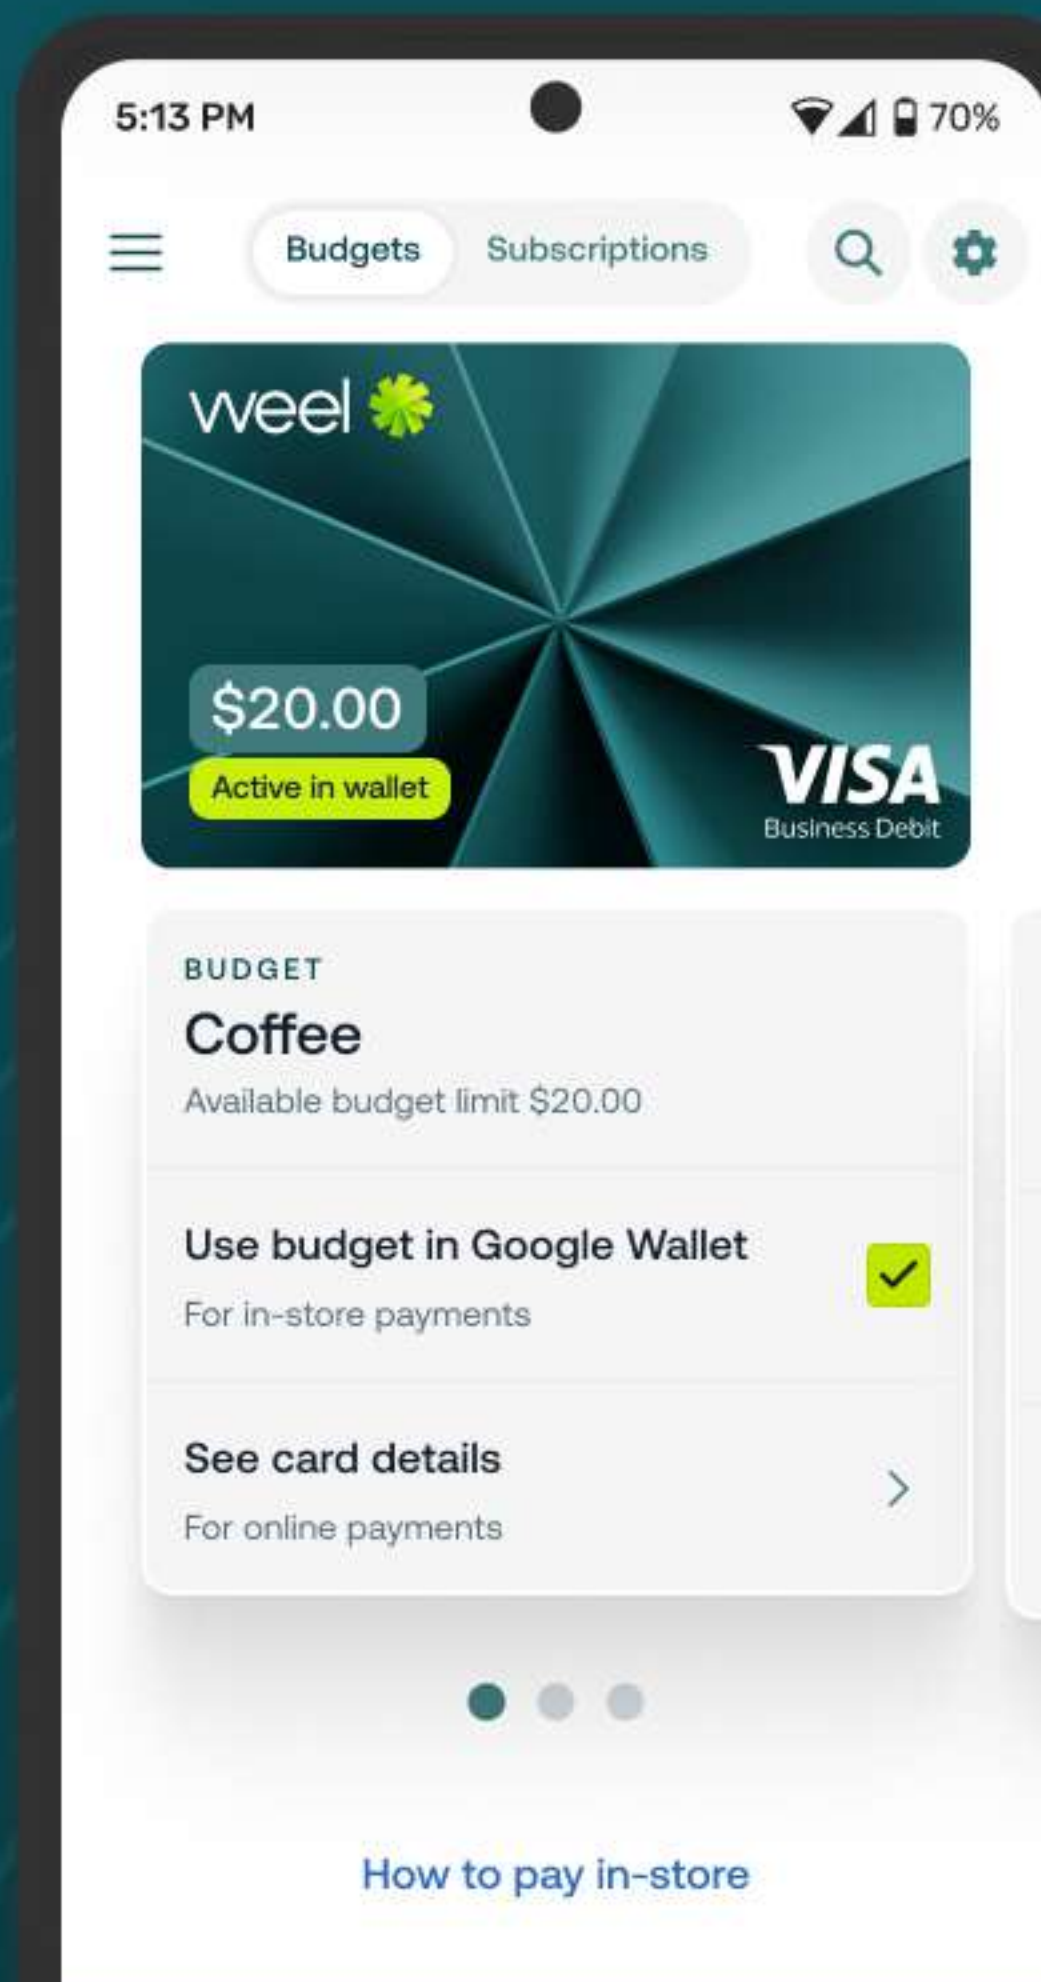 5:13 PM
70%
Budgets
Subscriptions
weel
$20.00
Active in wallet
VISA
Business Debit
BUDGET
Coffee
Available budget limit $20.00
Use budget in Google Wallet
For in-store payments
See card details
For online payments
How to pay in-store